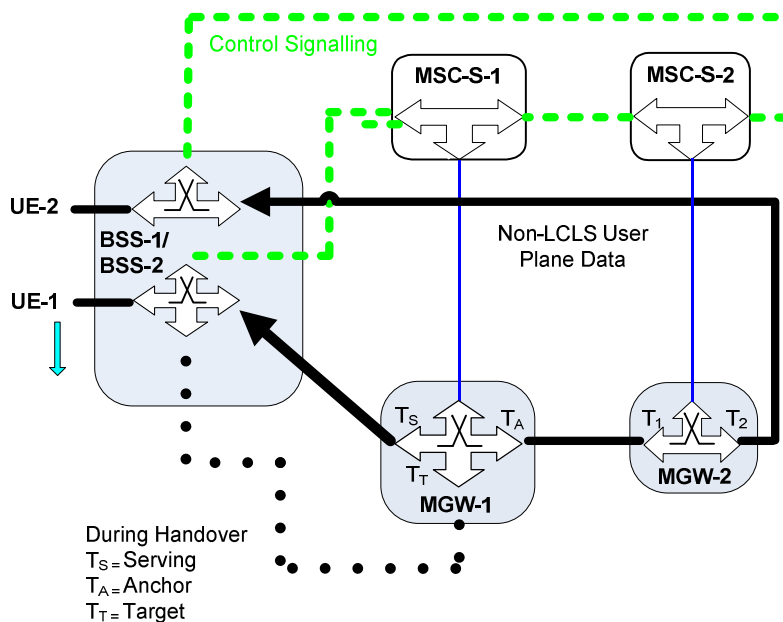 Control Signalling
MSC-S-1
MSC-S-2
UE-2
BSS-1/
BSS-2
Non-LCLS User
Plane Data
UE-1
TS
TA
T1
T2
TT
MGW-1
MGW-2
During Handover
TS=Serving
TA=Anchor
TT=Target